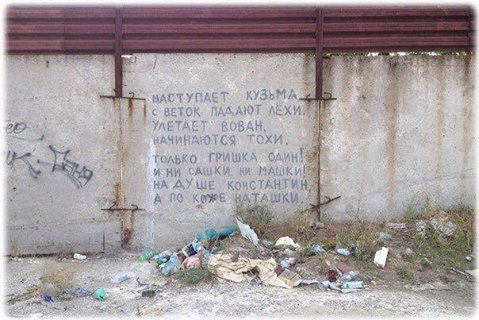 НАСТУПАЕТ КУЗЬМА,
С ВЕТОК ПАДАЮТ ЛЁХИ.
УЛЕТАЕТ ВОВАН,
НАЧИНАЮТСЯ ТОХИ.
ТОЛЬКО ГРИШКА ОДИН!
И НИ САШКИ, НИ МАШКИ!
НА ДУШЕ КОНСТАНТИН,
А ПО КОЖЕ НАТАШКИ.